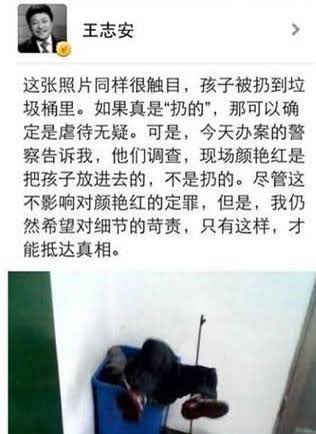 王志安
这张照片同样很触目，孩子被扔到垃
圾桶里。如果真是“扔的”，那可以确
定是虐待无疑。可是，今天办案的警
察告诉我，他们调查，现场颜艳红是
把孩子放进去的，不是扔的。尽管这
不影响对颜艳红的定罪，但是，我仍
然希望对细节的苛责，只有这样，才
能抵达真相。